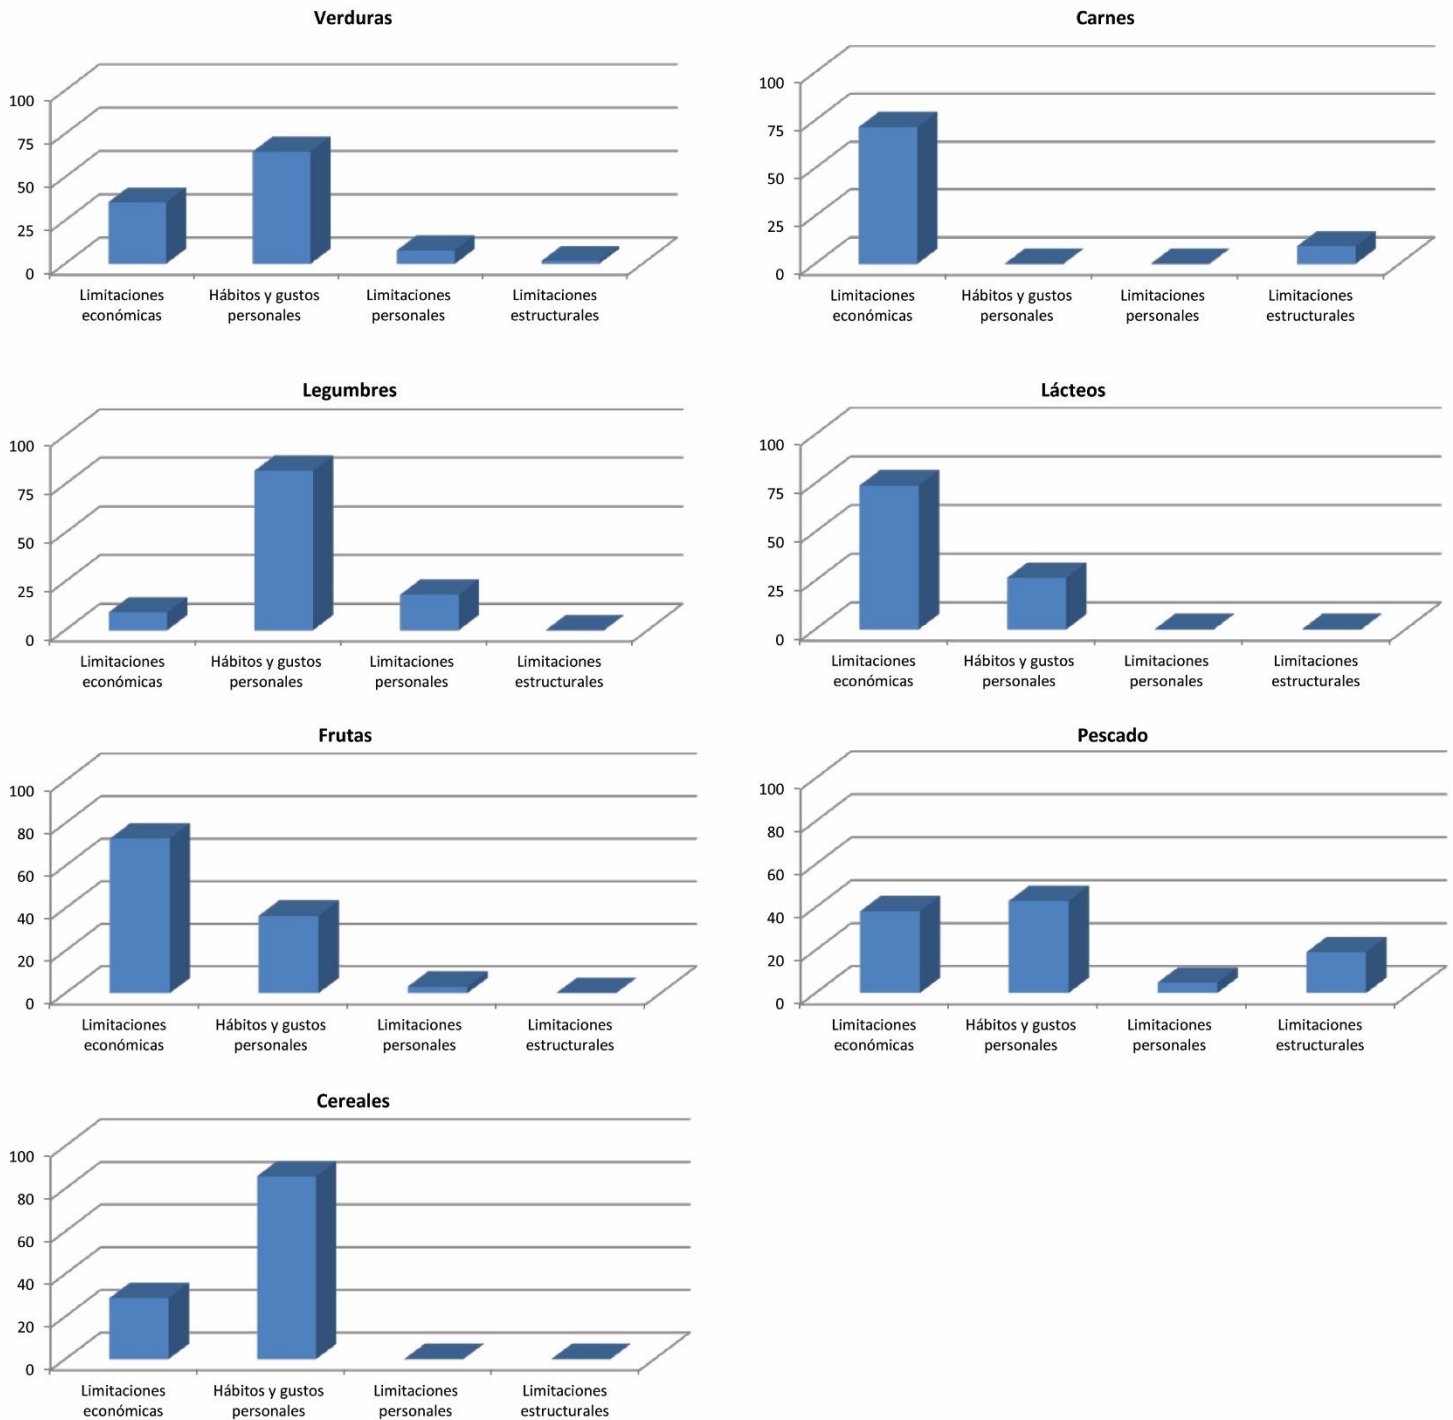 Verduras
100
75
50
25
0
Limitaciones económicas
Hábitos y gustos personales
Limitaciones personales
Limitaciones estructurales
Carnes
100
75
50
25
0
Limitaciones económicas
Hábitos y gustos personales
Limitaciones personales
Limitaciones estructurales
Legumbres
100
75
50
25
0
Limitaciones económicas
Hábitos y gustos personales
Limitaciones personales
Limitaciones estructurales
Lácteos
100
75
50
25
0
Limitaciones económicas
Hábitos y gustos personales
Limitaciones personales
Limitaciones estructurales
Frutas
100
80
60
40
20
0
Limitaciones económicas
Hábitos y gustos personales
Limitaciones personales
Limitaciones estructurales
Pescado
100
80
60
40
20
0
Limitaciones económicas
Hábitos y gustos personales
Limitaciones personales
Limitaciones estructurales
Cereales
100
80
60
40
20
0
Limitaciones económicas
Hábitos y gustos personales
Limitaciones personales
Limitaciones estructurales